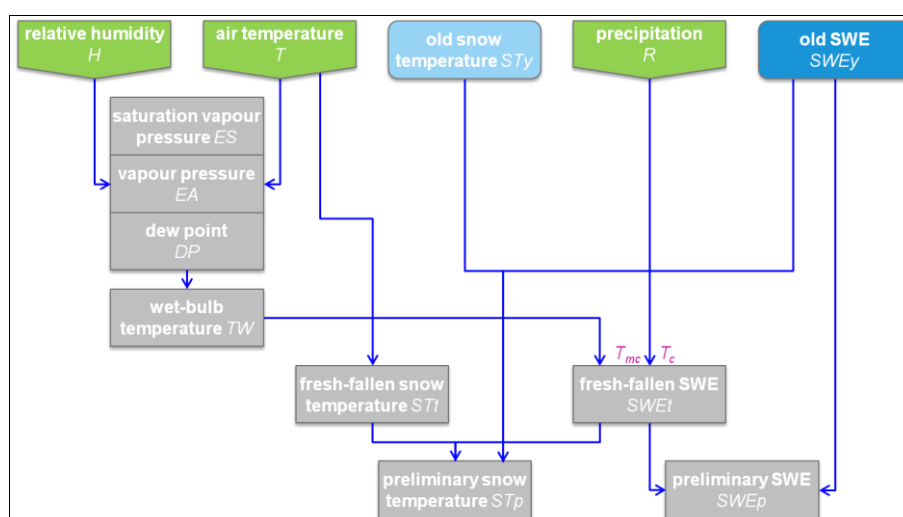 relative humidity
H
air temperature
T
old snow
temperature STy
precipitation
R
old SWE
SWEy
saturation vapour
pressure ES
vapour pressure
EA
dew point
DP
wet-bulb
temperature TW
Tmc
Tc
fresh-fallen snow
temperature STt
fresh-fallen SWE
SWEt
preliminary snow
temperature STp
preliminary SWE
SWEp